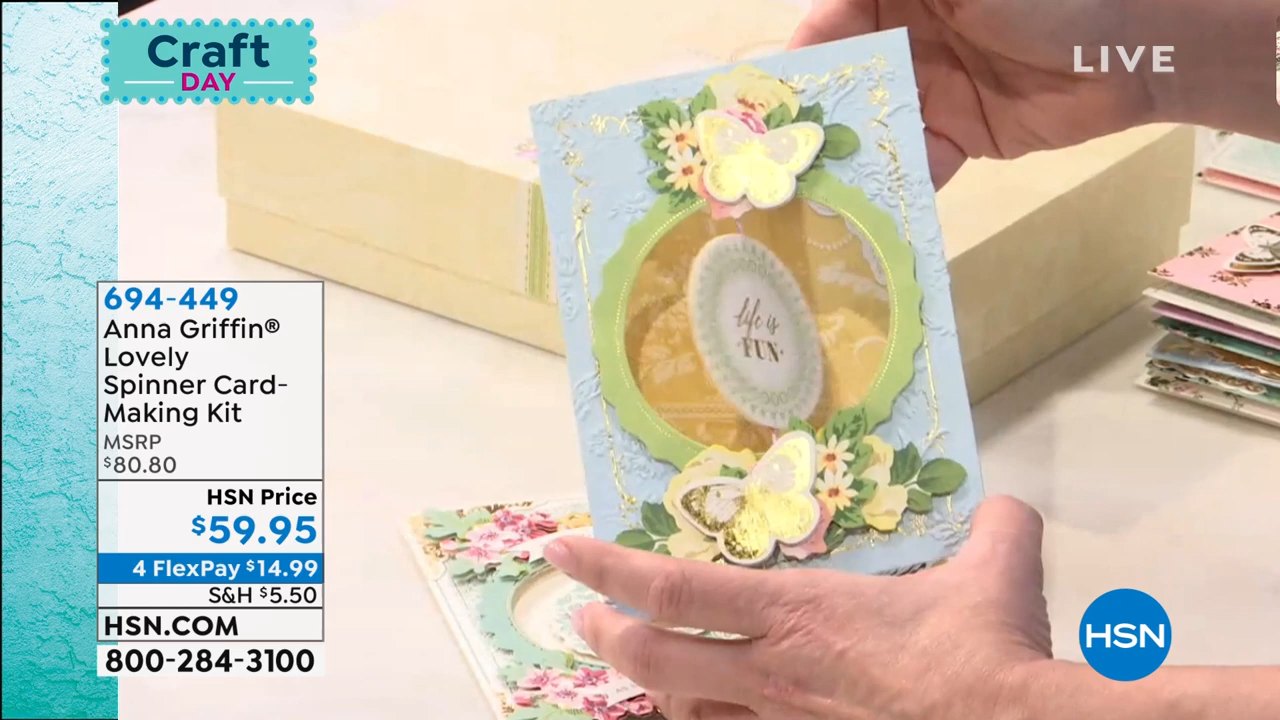 Craft
DAY
LIVE
694-449
Anna Griffin®
Lovely
Spinner Card-
Making Kit
MSRP
$80.80
HSN Price
$59.95
4 FlexPay $14.99
S&H $5.50
HSN.COM
800-284-3100
life is
·FUN·
HSN